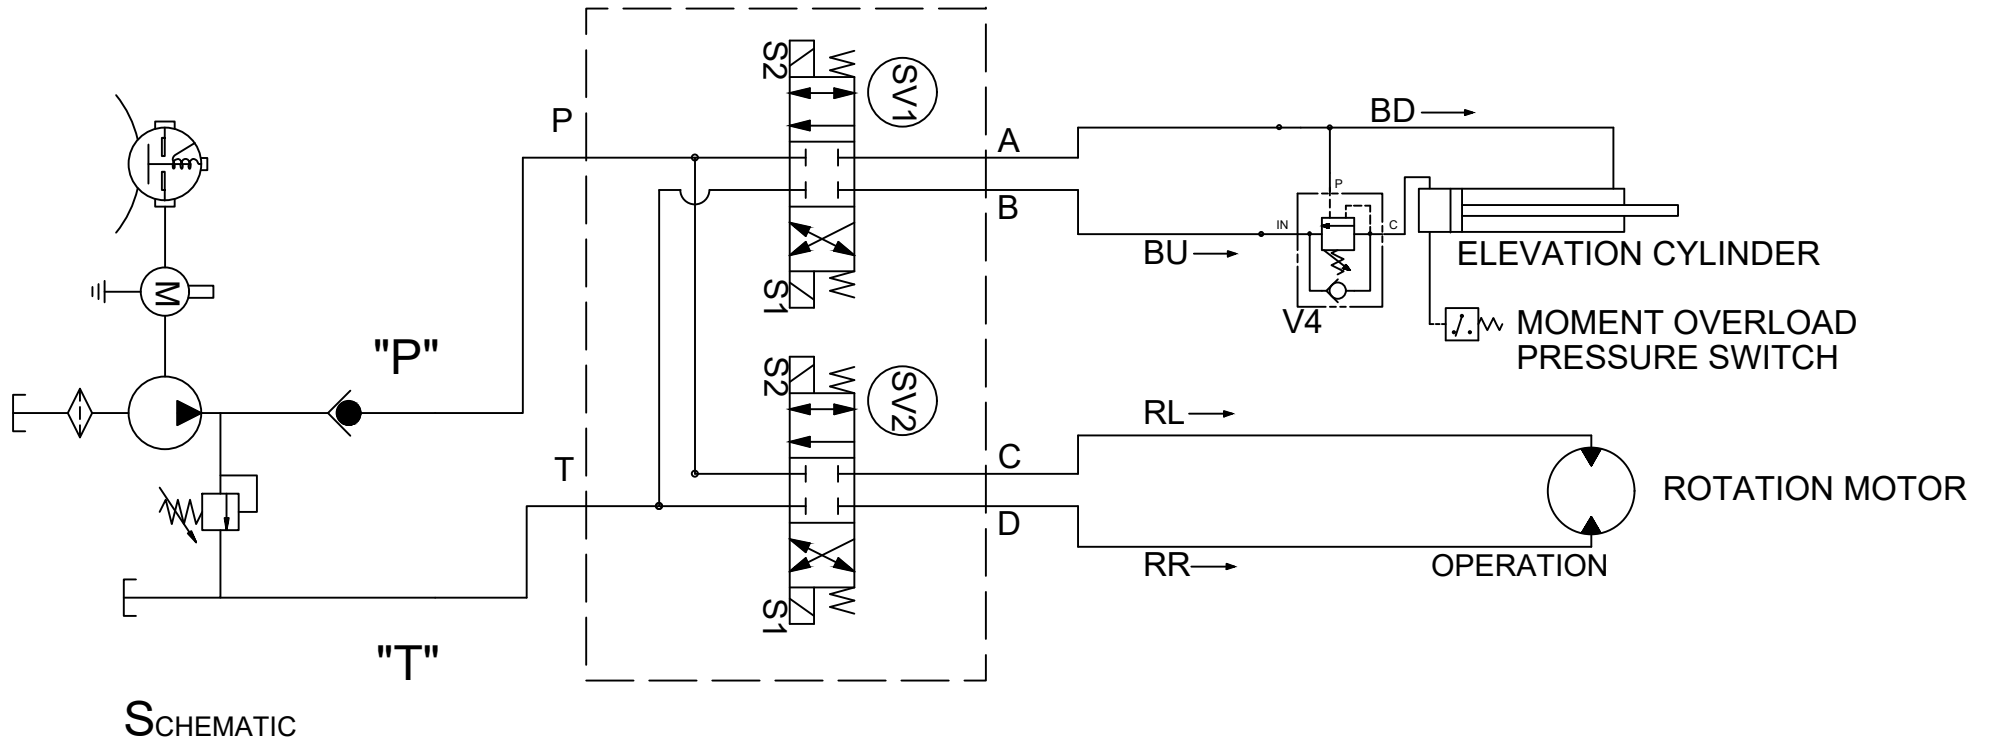 S2
SV1
P
A
BD
B
P
IN
C
BU
ELEVATION CYLINDER
M
S1
V4
MOMENT OVERLOAD
PRESSURE SWITCH
"P"
S2
SV2
RL
T
C
ROTATION MOTOR
D
RR
OPERATION
S1
"T"
SCHEMATIC